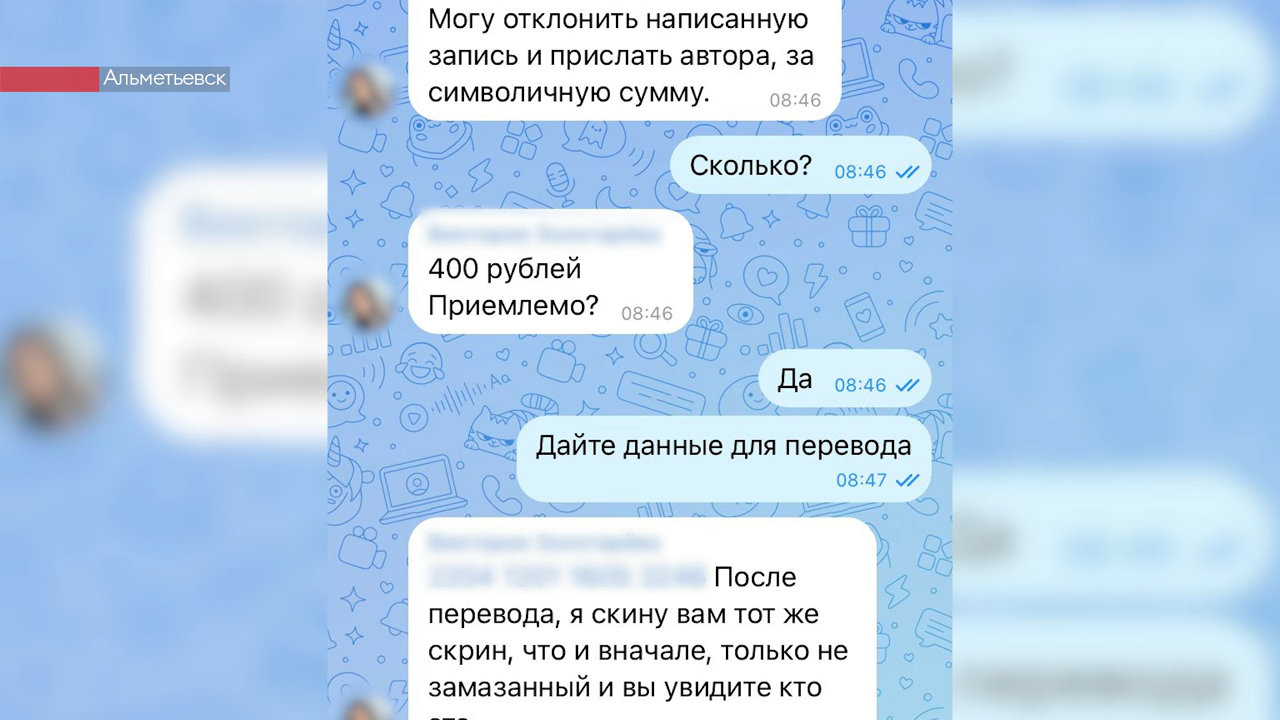 Могу отклонить написанную
запись и прислать автора, за
символичную сумму.
08:46
Альметьевск
Сколько?
08:46
400 рублей
Приемлемо?
08:46
Да
08:46
Дайте данные для перевода
08:47
После
перевода, я скину вам тот же
скрин, что и вначале, только не
замазанный и вы увидите кто